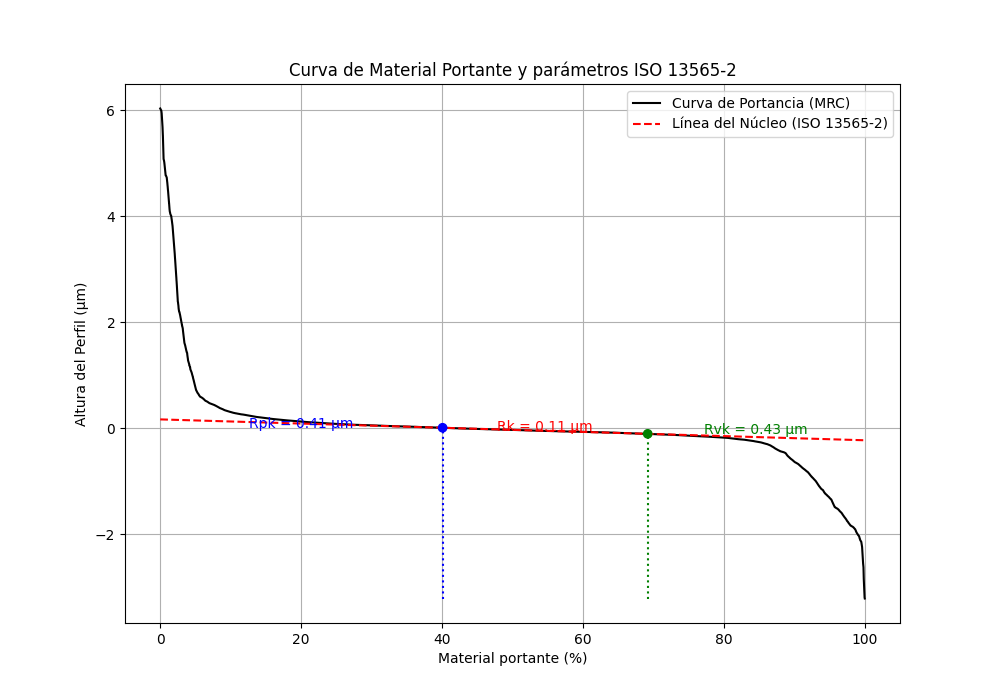 Curva de Material Portante y parámetros ISO 13565-2
Curva de Portancia (MRC)
Línea del Núcleo (ISO 13565-2)
Altura del Perfil (µm)
6
4
2
0
−2
Rpk = 0.41 µm
Rk = 0.11 µm
Rvk = 0.43 µm
0 20 40 60 80 100
Material portante (%)